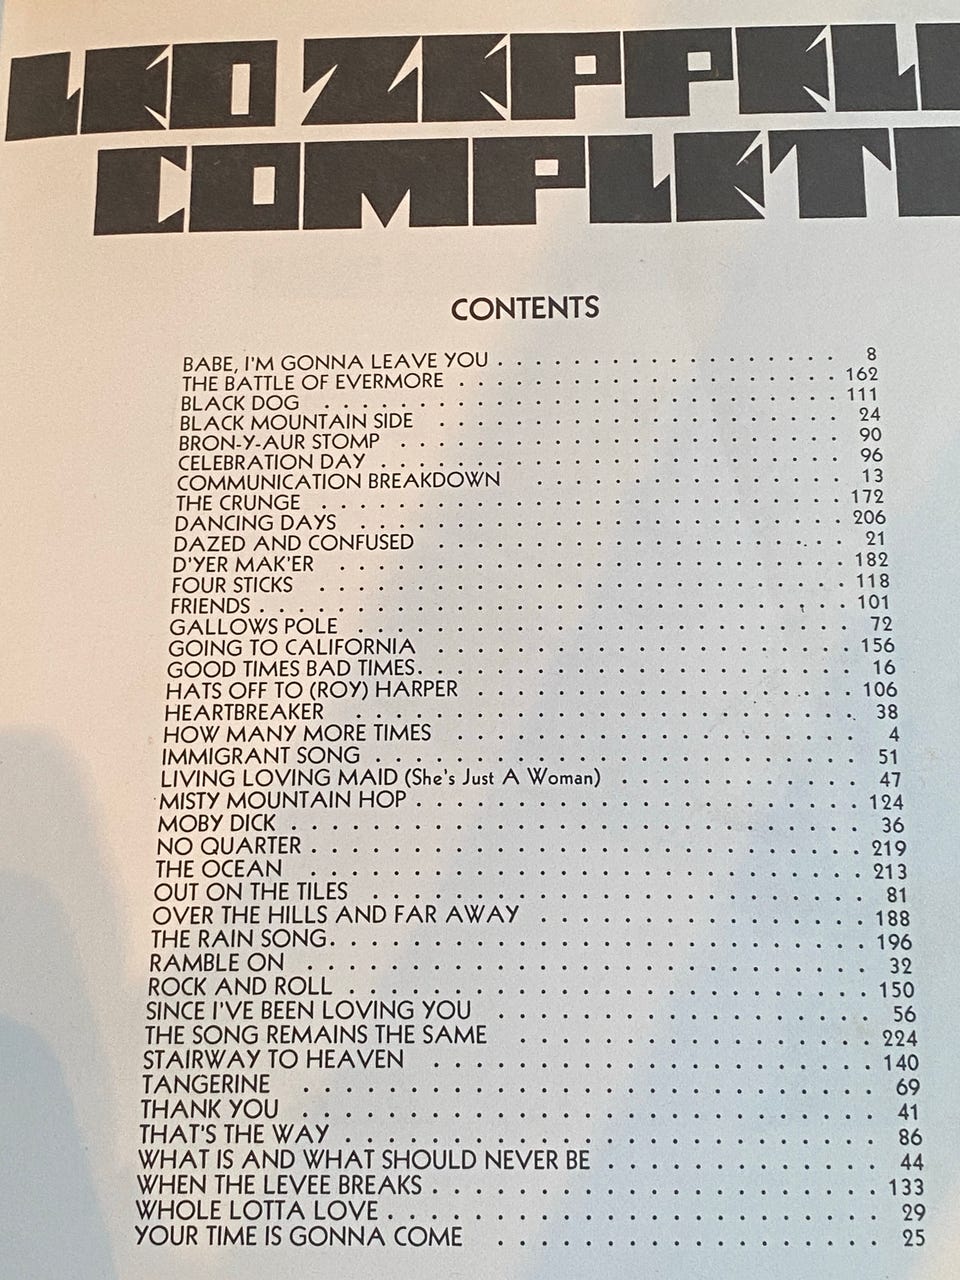 LED ZEPPELI
COMPLETE
CONTENTS
BABE, I'M GONNA LEAVE YOU . . . . . . . . . . . . . . . . . 8
THE BATTLE OF EVERMORE . . . . . . . . . . . . . . . . . . . 162
BLACK DOG . . . . . . . . . . . . . . . . . . . . . . . . . . 111
BLACK MOUNTAIN SIDE . . . . . . . . . . . . . . . . . . . . 24
BRON-Y-AUR STOMP . . . . . . . . . . . . . . . . . . . . . . 90
CELEBRATION DAY . . . . . . . . . . . . . . . . . . . . . . . 96
COMMUNICATION BREAKDOWN . . . . . . . . . . . . . . . 13
THE CRUNGE . . . . . . . . . . . . . . . . . . . . . . . . . . 172
DANCING DAYS . . . . . . . . . . . . . . . . . . . . . . . . 206
DAZED AND CONFUSED . . . . . . . . . . . . . . . . . . . . 21
D'YER MAK'ER . . . . . . . . . . . . . . . . . . . . . . . . . 182
FOUR STICKS . . . . . . . . . . . . . . . . . . . . . . . . . . 118
FRIENDS . . . . . . . . . . . . . . . . . . . . . . . . . . . . . 101
GALLOWS POLE . . . . . . . . . . . . . . . . . . . . . . . . 72
GOING TO CALIFORNIA . . . . . . . . . . . . . . . . . . . . 156
GOOD TIMES BAD TIMES. . . . . . . . . . . . . . . . . . . . 16
HATS OFF TO (ROY) HARPER . . . . . . . . . . . . . . . . . 106
HEARTBREAKER . . . . . . . . . . . . . . . . . . . . . . . . 38
HOW MANY MORE TIMES . . . . . . . . . . . . . . . . . . . 4
IMMIGRANT SONG . . . . . . . . . . . . . . . . . . . . . . . 51
LIVING LOVING MAID (She's Just A Woman) . . . . . . . . . . . 47
MISTY MOUNTAIN HOP . . . . . . . . . . . . . . . . . . . . . 124
MOBY DICK . . . . . . . . . . . . . . . . . . . . . . . . . . . 36
NO QUARTER . . . . . . . . . . . . . . . . . . . . . . . . . . 219
THE OCEAN . . . . . . . . . . . . . . . . . . . . . . . . . . . 213
OUT ON THE TILES . . . . . . . . . . . . . . . . . . . . . . . 81
OVER THE HILLS AND FAR AWAY . . . . . . . . . . . . . . . 188
THE RAIN SONG. . . . . . . . . . . . . . . . . . . . . . . . . 196
RAMBLE ON . . . . . . . . . . . . . . . . . . . . . . . . . . . 32
ROCK AND ROLL . . . . . . . . . . . . . . . . . . . . . . . . 150
SINCE I'VE BEEN LOVING YOU . . . . . . . . . . . . . . . . . 56
THE SONG REMAINS THE SAME . . . . . . . . . . . . . . . . 224
STAIRWAY TO HEAVEN . . . . . . . . . . . . . . . . . . . . 140
TANGERINE . . . . . . . . . . . . . . . . . . . . . . . . . . . 69
THANK YOU . . . . . . . . . . . . . . . . . . . . . . . . . . . 41
THAT'S THE WAY . . . . . . . . . . . . . . . . . . . . . . . . 86
WHAT IS AND WHAT SHOULD NEVER BE . . . . . . . . . . . . 44
WHEN THE LEVEE BREAKS . . . . . . . . . . . . . . . . . . . . 133
WHOLE LOTTA LOVE . . . . . . . . . . . . . . . . . . . . . . 29
YOUR TIME IS GONNA COME . . . . . . . . . . . . . . . . . 25